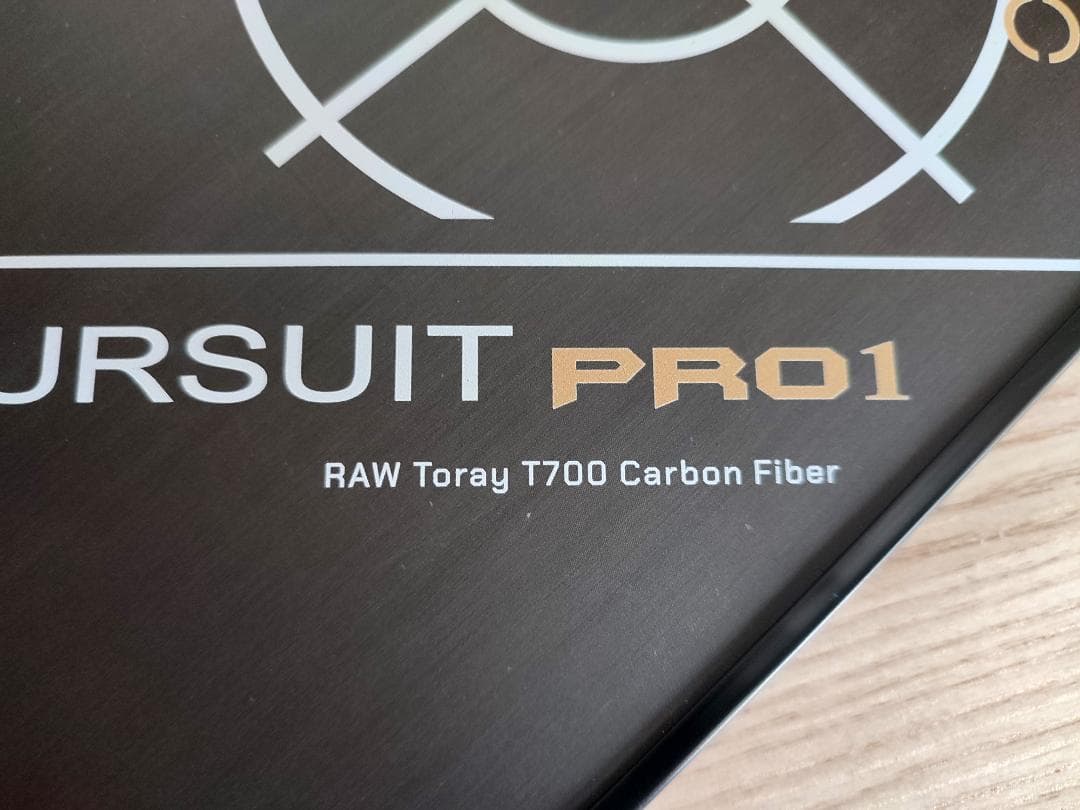 URSUIT PRO1
RAW Toray T700 Carbon Fiber